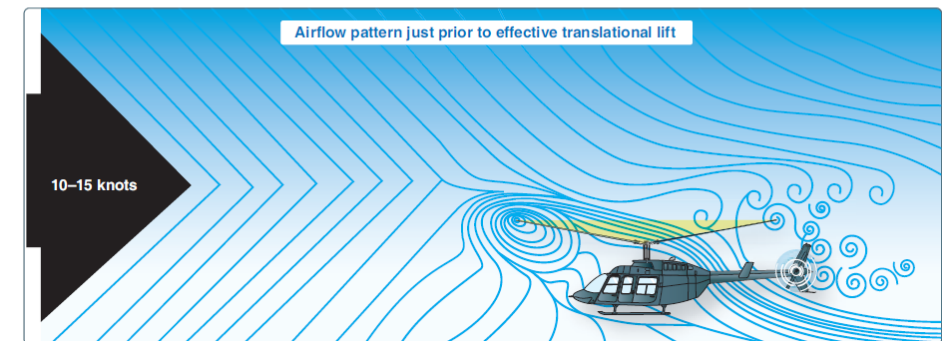 Airflow pattern just prior to effective translational lift
10–15 knots